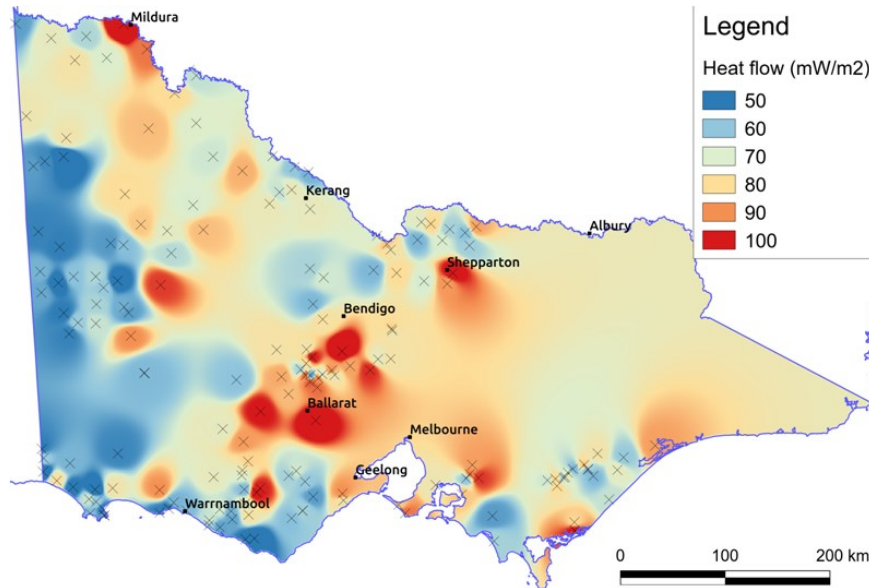 Mildura
Legend
Heat flow (mW/m2)
50
60
70
80
90
100
Kerang
Albury
Shepparton
Bendigo
Ballarat
Melbourne
Geelong
Warrnambool
0 100 200 km